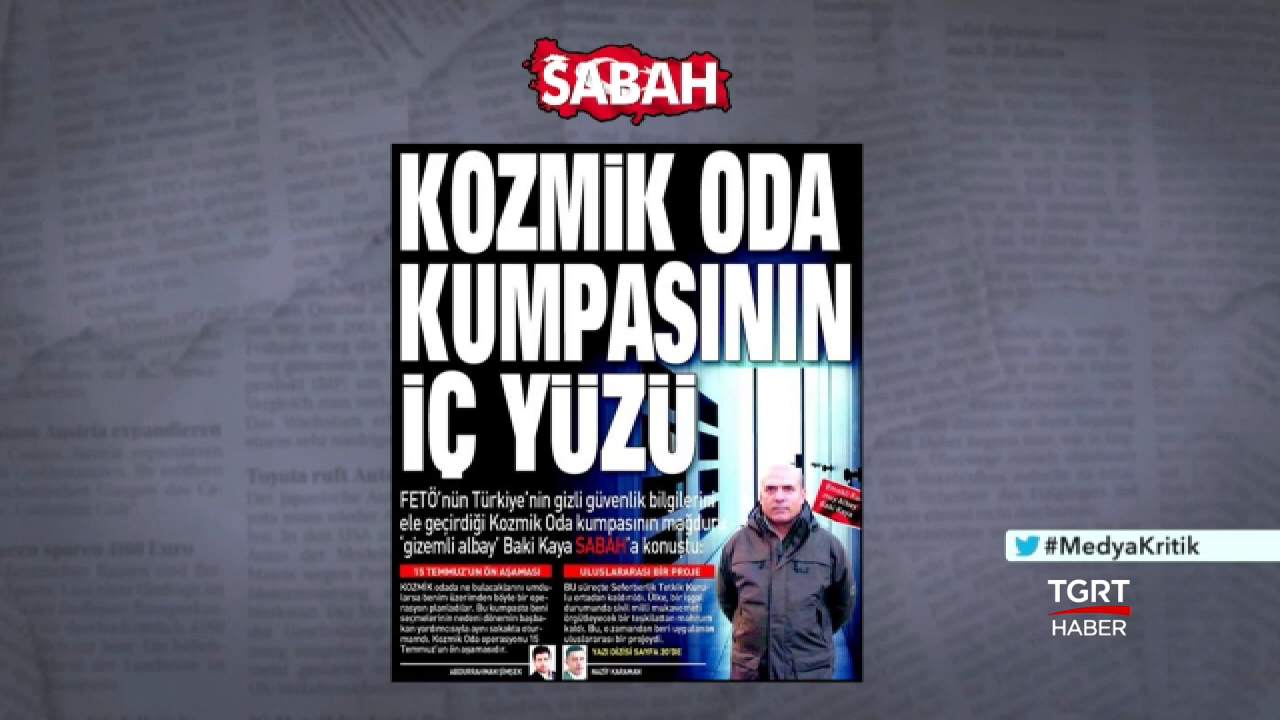 SABAH
KOZMİK ODA
KUMPASININ
İÇ YÜZÜ
FETÖ'nün Türkiye'nin gizli güvenlik bilgilerini
ele geçirdiği Kozmik Oda kumpasının mağduru
'gizemli albay' Baki Kaya SABAH'a konuştu:
15 TEMMUZ'UN ÖN AŞAMASI
KOZMİK odada ne bulacaklarını umdu-
larsa benim üzerimden böyle bir ope-
rasyon planladılar. Bu kumpasta beni
seçmelerinin nedeni dönemin başba-
kan yardımcısıyla aynı sokakta otur-
mamdı. Kozmik Oda operasyonu 15
Temmuz'un ön aşamasıdır.
ABDURRAHMAN ŞİMŞEK
ULUSLARARASI BİR PROJE
BU süreçte Seferberlik Tetkik Kuru-
lu ortadan kaldırıldı. Ülke, bir işgal
durumunda sivil milli mukavemeti
örgütleyecek bir teşkilattan mahrum
kaldı. Bu, o zamandan beri uygulanan
uluslararası bir projeydi.
YAZI DİZİSİ SAYFA 20'DE
NAZİF KARAMAN
Baki Kaya
#MedyaKritik
TGRT
HABER